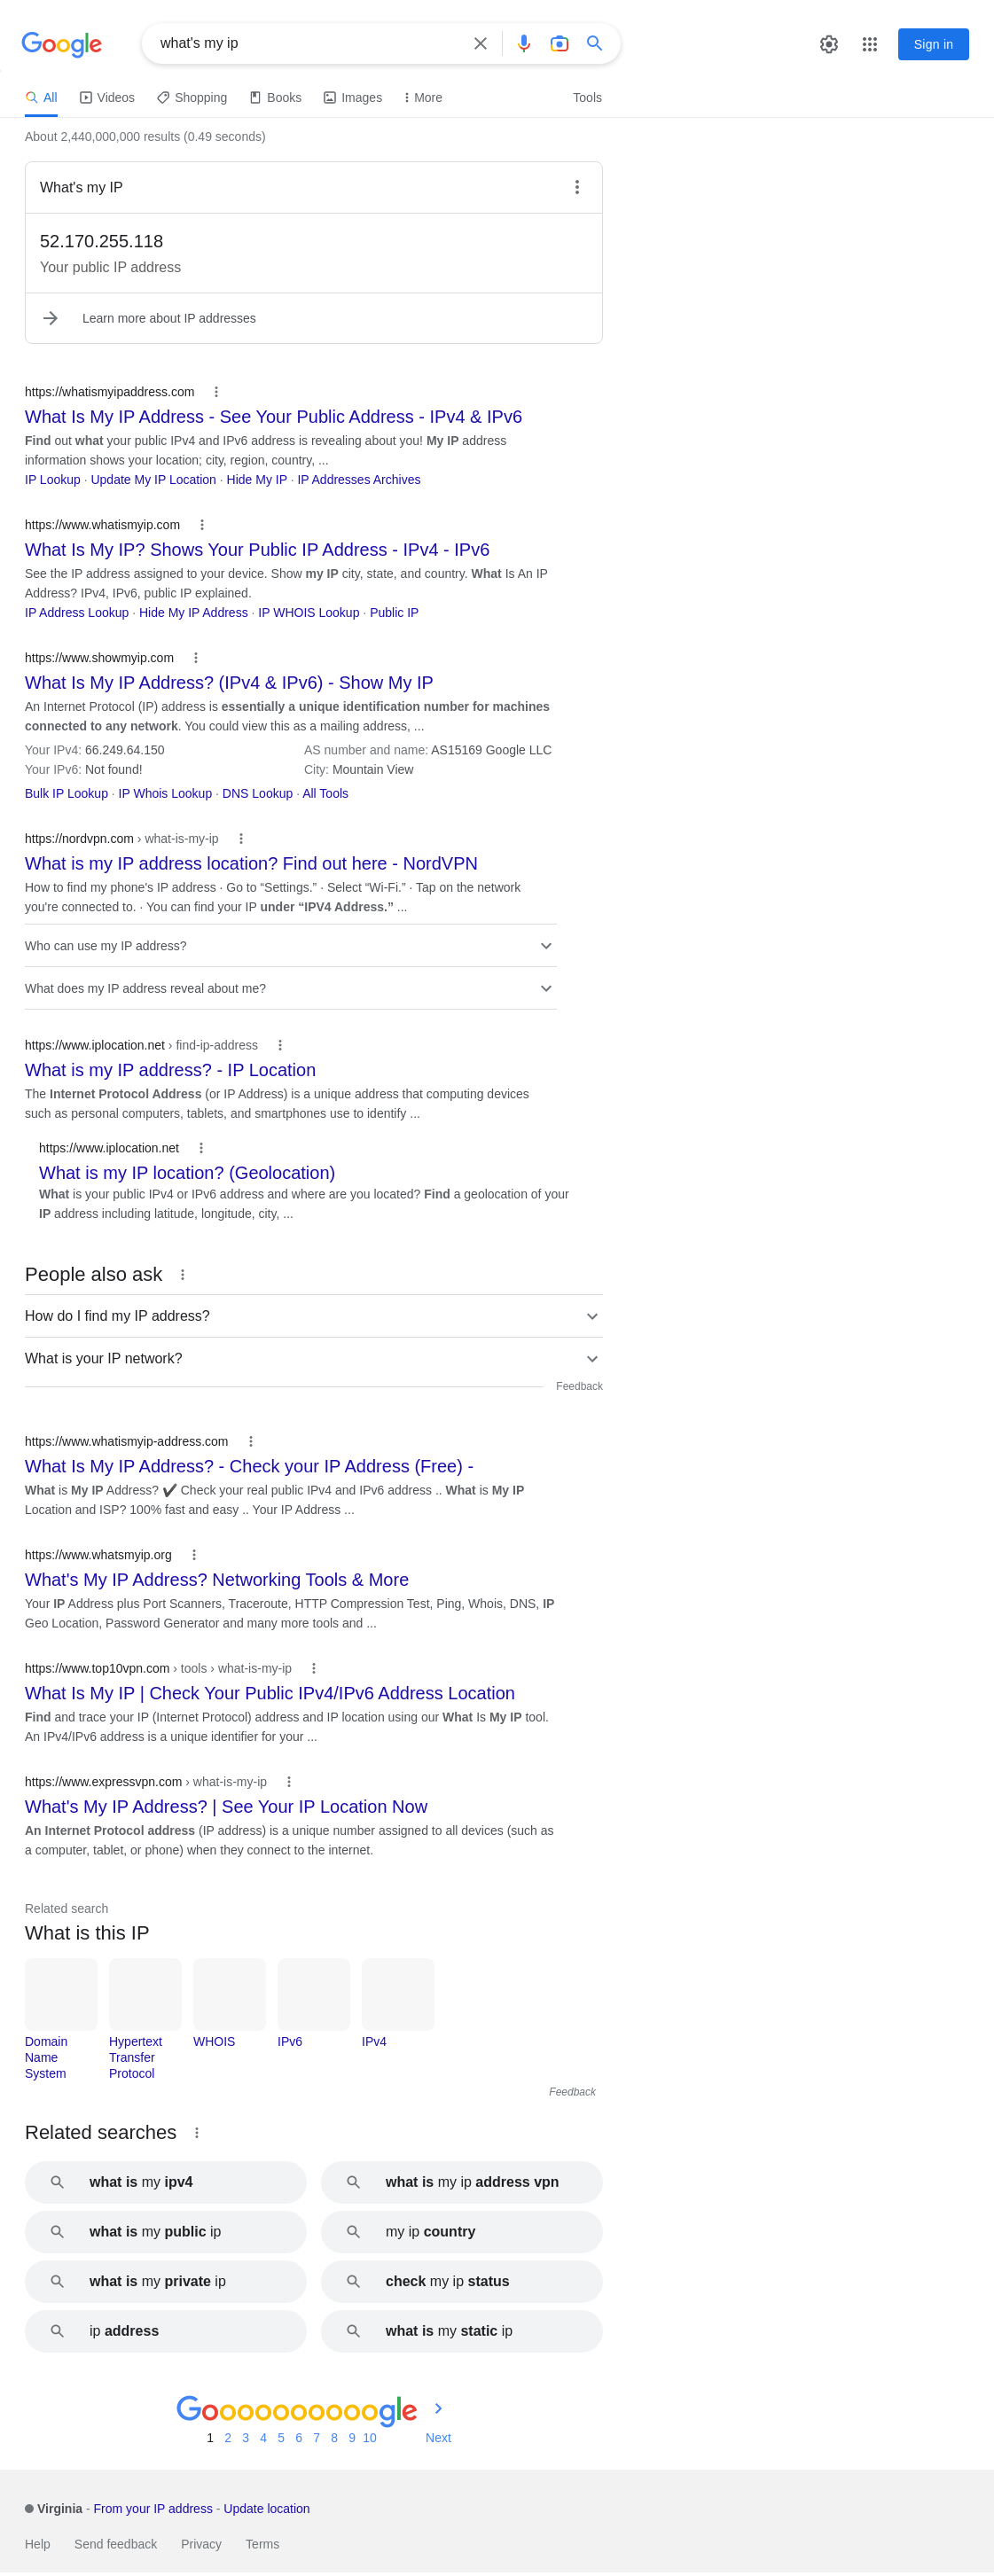 Google
what's my ip
Sign in
All Videos Shopping Books Images More Tools
About 2,440,000,000 results (0.49 seconds)
What's my IP
52.170.255.118
Your public IP address
Learn more about IP addresses
https://whatismyipaddress.com
What Is My IP Address - See Your Public Address - IPv4 & IPv6
Find out what your public IPv4 and IPv6 address is revealing about you! My IP address
information shows your location; city, region, country, ...
IP Lookup · Update My IP Location · Hide My IP · IP Addresses Archives
https://www.whatismyip.com
What Is My IP? Shows Your Public IP Address - IPv4 - IPv6
See the IP address assigned to your device. Show my IP city, state, and country. What Is An IP
Address? IPv4, IPv6, public IP explained.
IP Address Lookup · Hide My IP Address · IP WHOIS Lookup · Public IP
https://www.showmyip.com
What Is My IP Address? (IPv4 & IPv6) - Show My IP
An Internet Protocol (IP) address is essentially a unique identification number for machines
connected to any network. You could view this as a mailing address, ...
Your IPv4: 66.249.64.150 AS number and name: AS15169 Google LLC
Your IPv6: Not found! City: Mountain View
Bulk IP Lookup · IP Whois Lookup · DNS Lookup · All Tools
https://nordvpn.com › what-is-my-ip
What is my IP address location? Find out here - NordVPN
How to find my phone's IP address · Go to “Settings.” · Select “Wi-Fi.” · Tap on the network
you're connected to. · You can find your IP under “IPV4 Address.” ...
Who can use my IP address?
What does my IP address reveal about me?
https://www.iplocation.net › find-ip-address
What is my IP address? - IP Location
The Internet Protocol Address (or IP Address) is a unique address that computing devices
such as personal computers, tablets, and smartphones use to identify ...
https://www.iplocation.net
What is my IP location? (Geolocation)
What is your public IPv4 or IPv6 address and where are you located? Find a geolocation of your
IP address including latitude, longitude, city, ...
People also ask
How do I find my IP address?
What is your IP network?
Feedback
https://www.whatismyip-address.com
What Is My IP Address? - Check your IP Address (Free) -
What is My IP Address? ✔️ Check your real public IPv4 and IPv6 address .. What is My IP
Location and ISP? 100% fast and easy .. Your IP Address ...
https://www.whatsmyip.org
What's My IP Address? Networking Tools & More
Your IP Address plus Port Scanners, Traceroute, HTTP Compression Test, Ping, Whois, DNS, IP
Geo Location, Password Generator and many more tools and ...
https://www.top10vpn.com › tools › what-is-my-ip
What Is My IP | Check Your Public IPv4/IPv6 Address Location
Find and trace your IP (Internet Protocol) address and IP location using our What Is My IP tool.
An IPv4/IPv6 address is a unique identifier for your ...
https://www.expressvpn.com › what-is-my-ip
What's My IP Address? | See Your IP Location Now
An Internet Protocol address (IP address) is a unique number assigned to all devices (such as
a computer, tablet, or phone) when they connect to the internet.
Related search
What is this IP
Domain Name System
Hypertext Transfer Protocol
WHOIS
IPv6
IPv4
Feedback
Related searches
what is my ipv4
what is my ip address vpn
what is my public ip
my ip country
what is my private ip
check my ip status
ip address
what is my static ip
Goooooooooogle
1 2 3 4 5 6 7 8 9 10 Next
Virginia - From your IP address - Update location
Help Send feedback Privacy Terms